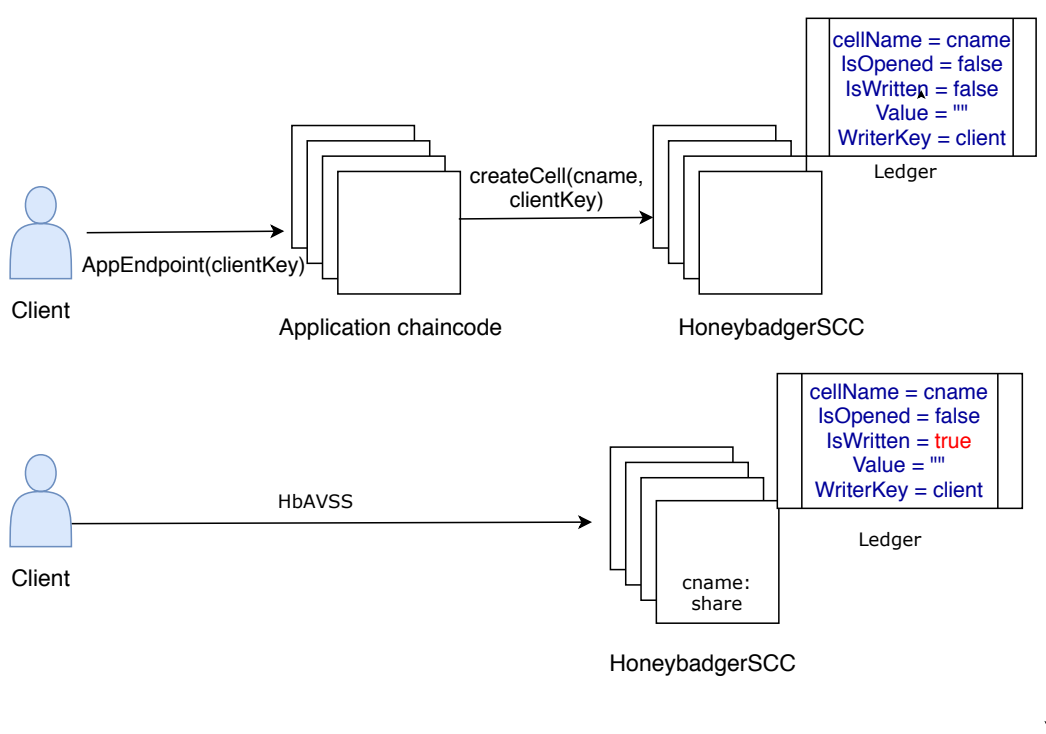 cellName = cname
IsOpened = false
IsWritten = false
Value = ""
WriterKey = client
Ledger
createCell(cname,
clientKey)
AppEndpoint(clientKey)
Client
Application chaincode
HoneybadgerSCC
cellName = cname
IsOpened = false
IsWritten = true
Value = ""
WriterKey = client
Ledger
HbAVSS
Client
cname:
share
HoneybadgerSCC